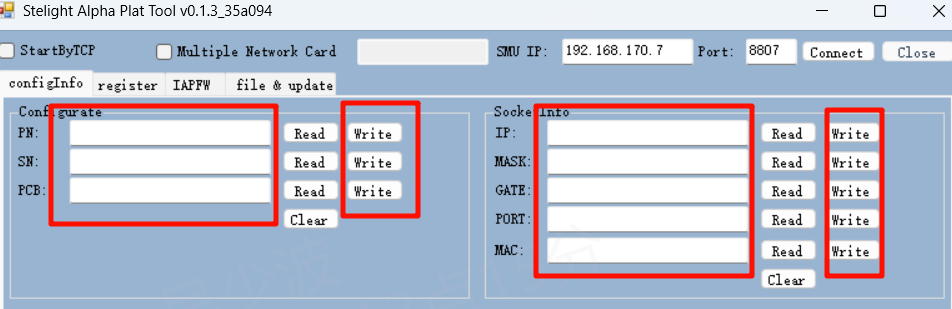 Stelight Alpha Plat Tool v0.1.3_35a094
StartByTCP Multiple Network Card SMU IP: 192.168.170.7 Port: 8807 Connect Close
configInfo register IAPFW file & update
Configurate
PN: Read Write
SN: Read Write
PCB: Read Write
Clear
SockerInfo
IP: Read Write
MASK: Read Write
GATE: Read Write
PORT: Read Write
MAC: Read Write
Clear